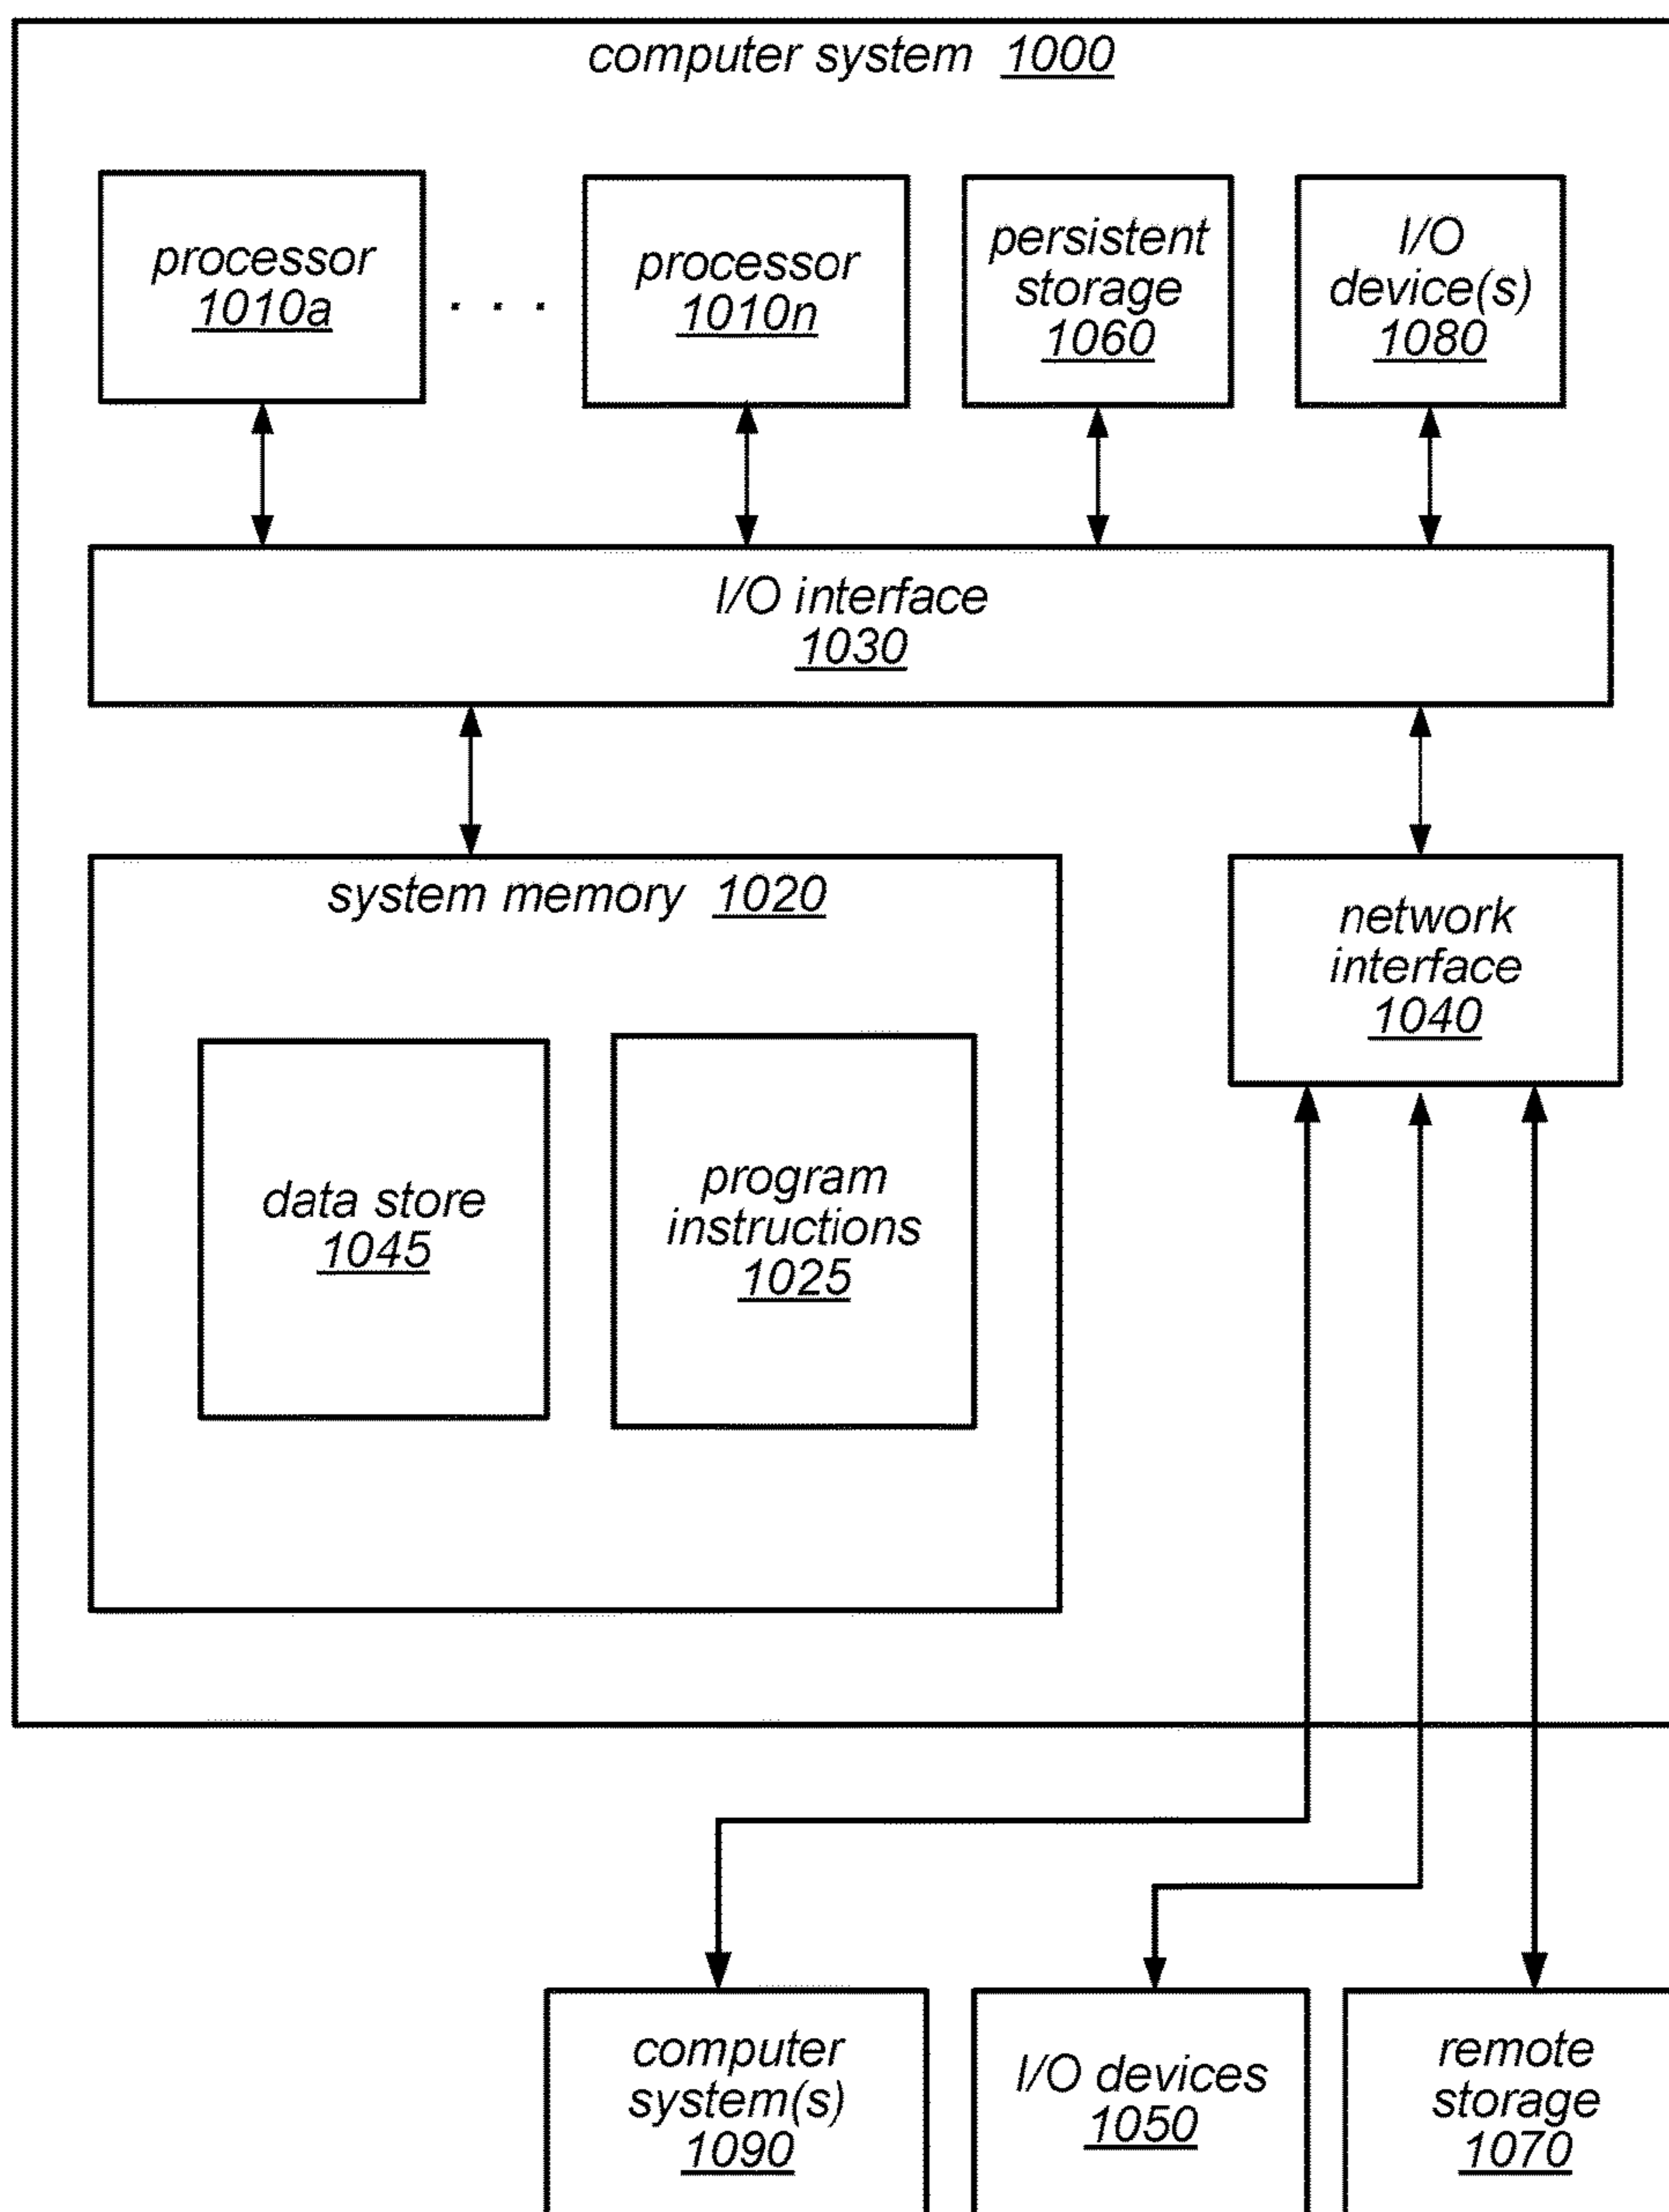 computer system 1000
processor
1010a
. . .
processor
1010n
persistent
storage
1060
I/O
device(s)
1080
I/O interface
1030
system memory 1020
data store
1045
program
instructions
1025
network
interface
1040
computer
system(s)
1090
I/O devices
1050
remote
storage
1070